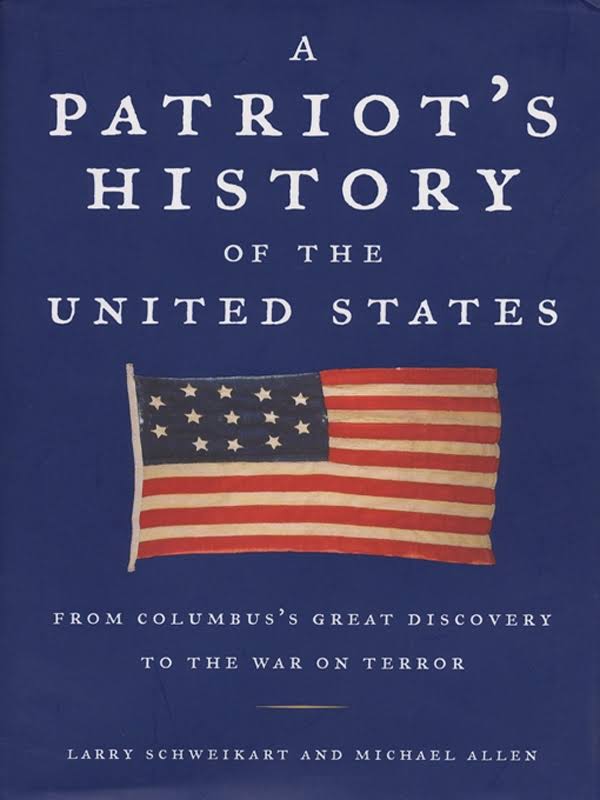 A
PATRIOT'S
HISTORY
OF THE
UNITED STATES
FROM COLUMBUS'S GREAT DISCOVERY
TO THE WAR ON TERROR
LARRY SCHWEIKART AND MICHAEL ALLEN